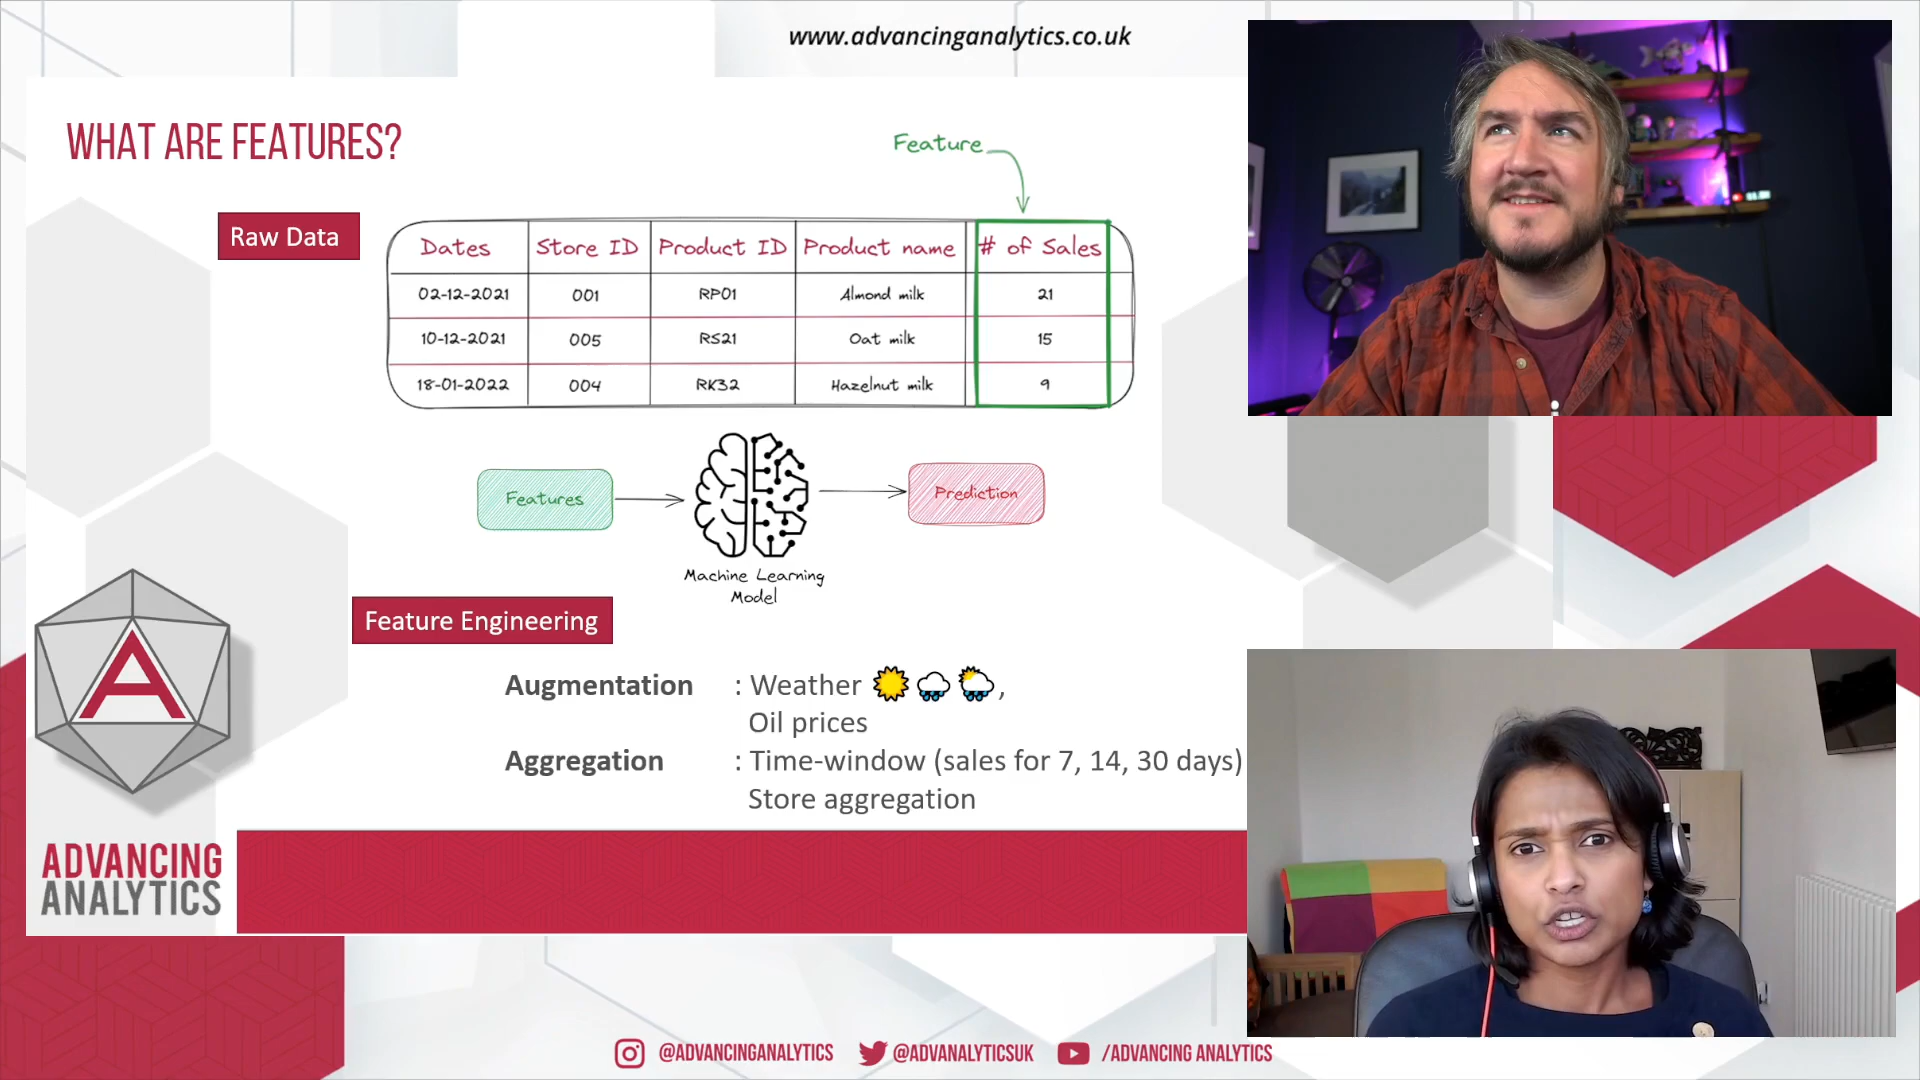 www.advancinganalytics.co.uk
WHAT ARE FEATURES?
Feature
Raw Data
Dates Store ID Product ID Product name # of Sales
02-12-2021 001 RP01 Almond milk 21
10-12-2021 005 RS21 Oat milk 15
18-01-2022 004 RK32 Hazelnut milk 9
Features
Prediction
Machine Learning
Model
Feature Engineering
Augmentation : Weather ,
Oil prices
Aggregation : Time-window (sales for 7, 14, 30 days)
Store aggregation
A
ADVANCING
ANALYTICS
@ADVANCINGANALYTICS @ADVANALYTICSUK /ADVANCING ANALYTICS